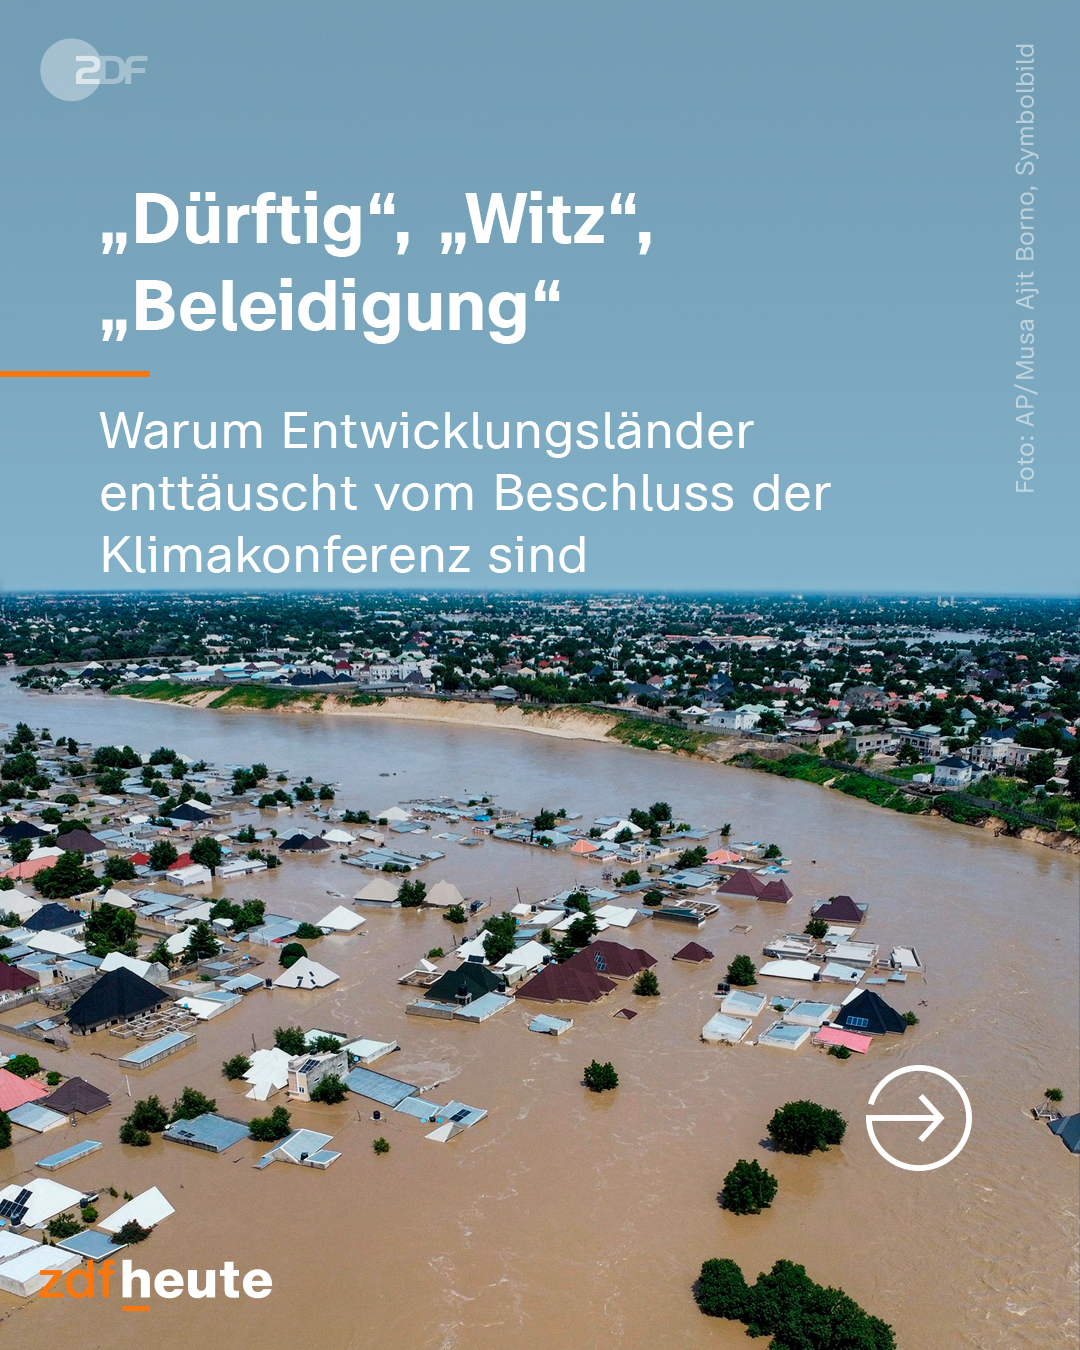 ZDF
„Dürftig“, „Witz“,
„Beleidigung“
Warum Entwicklungsländer
enttäuscht vom Beschluss der
Klimakonferenz sind
Foto: AP/Musa Ajit Borno, Symbolbild
zdfheute